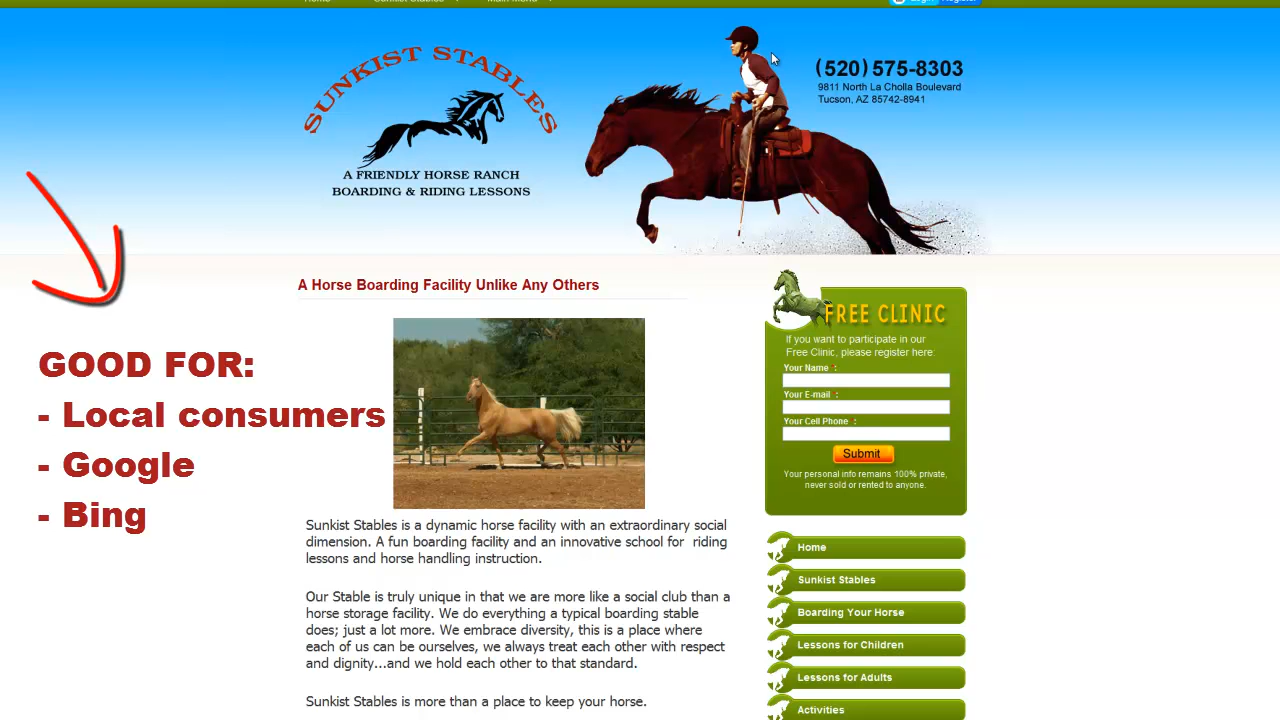 Home Sunkist Stables Main Menu Login Register
SUNKIST STABLES
A FRIENDLY HORSE RANCH
BOARDING & RIDING LESSONS
(520) 575-8303
9811 North La Cholla Boulevard
Tucson, AZ 85742-8941
GOOD FOR:
- Local consumers
- Google
- Bing
A Horse Boarding Facility Unlike Any Others
Sunkist Stables is a dynamic horse facility with an extraordinary social
dimension. A fun boarding facility and an innovative school for riding
lessons and horse handling instruction.
Our Stable is truly unique in that we are more like a social club than a
horse storage facility. We do everything a typical boarding stable
does; just a lot more. We embrace diversity, this is a place where
each of us can be ourselves, we always treat each other with respect
and dignity...and we hold each other to that standard.
Sunkist Stables is more than a place to keep your horse.
FREE CLINIC
If you want to participate in our
Free Clinic, please register here:
Your Name :
Your E-mail :
Your Cell Phone :
Submit
Your personal info remains 100% private,
never sold or rented to anyone.
Home
Sunkist Stables
Boarding Your Horse
Lessons for Children
Lessons for Adults
Activities